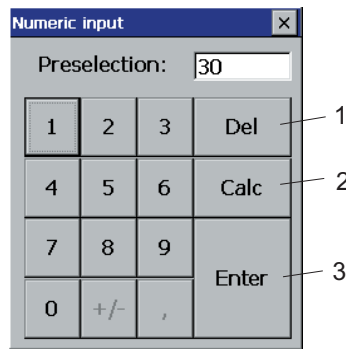 Numeric input ×
Preselection: 30
1 2 3 Del 1
4 5 6 Calc 2
7 8 9
Enter 3
0 +/- ,